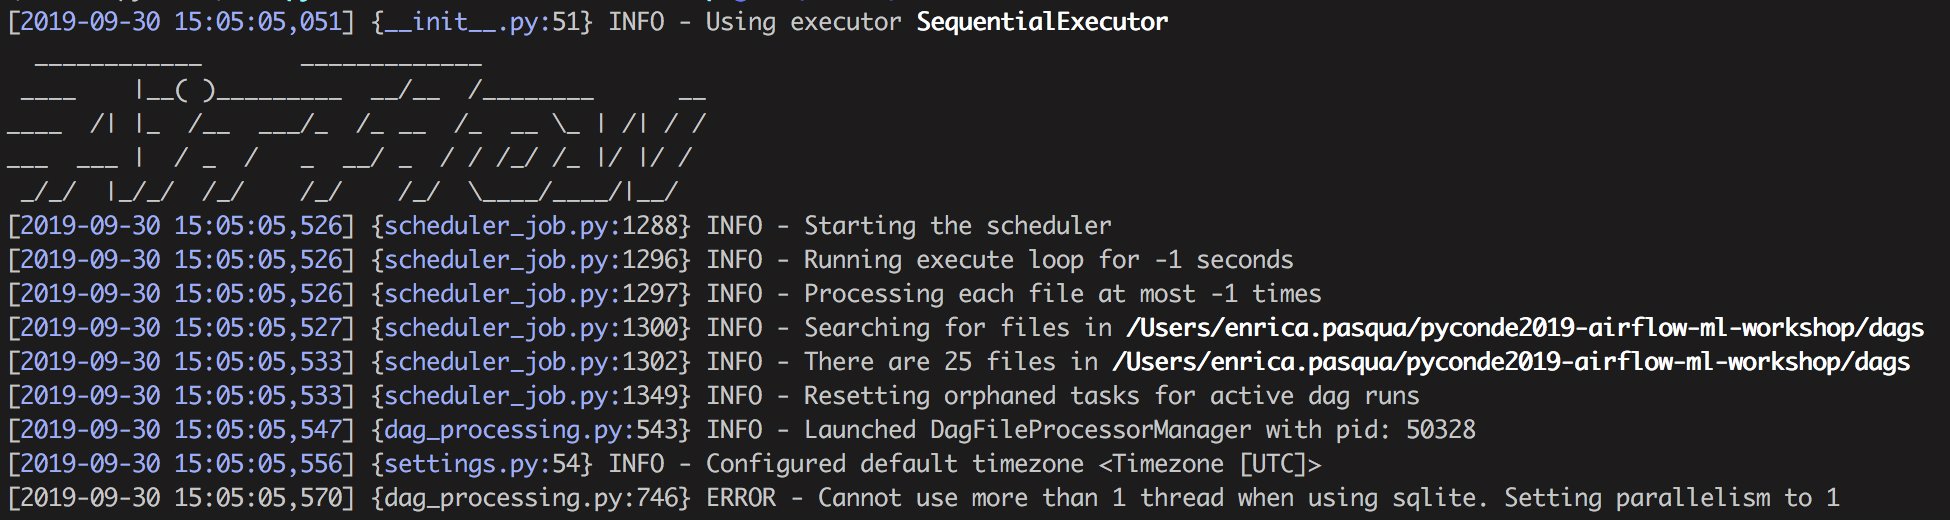 [2019-09-30 15:05:05,051] {__init__.py:51} INFO - Using executor SequentialExecutor
  ____________       _____________
 ____    |__( )_________  __/__  /________      __
____  /| |_  /__  ___/_  /_ __  /_  __ \_ | /| / /
___  ___ |  / _  /   _  __/ _  / / /_/ /_ |/ |/ /
 _/_/  |_/_/  /_/    /_/    /_/  \____/____/|__/
[2019-09-30 15:05:05,526] {scheduler_job.py:1288} INFO - Starting the scheduler
[2019-09-30 15:05:05,526] {scheduler_job.py:1296} INFO - Running execute loop for -1 seconds
[2019-09-30 15:05:05,526] {scheduler_job.py:1297} INFO - Processing each file at most -1 times
[2019-09-30 15:05:05,527] {scheduler_job.py:1300} INFO - Searching for files in /Users/enrica.pasqua/pyconde2019-airflow-ml-workshop/dags
[2019-09-30 15:05:05,533] {scheduler_job.py:1302} INFO - There are 25 files in /Users/enrica.pasqua/pyconde2019-airflow-ml-workshop/dags
[2019-09-30 15:05:05,533] {scheduler_job.py:1349} INFO - Resetting orphaned tasks for active dag runs
[2019-09-30 15:05:05,547] {dag_processing.py:543} INFO - Launched DagFileProcessorManager with pid: 50328
[2019-09-30 15:05:05,556] {settings.py:54} INFO - Configured default timezone <Timezone [UTC]>
[2019-09-30 15:05:05,570] {dag_processing.py:746} ERROR - Cannot use more than 1 thread when using sqlite. Setting parallelism to 1